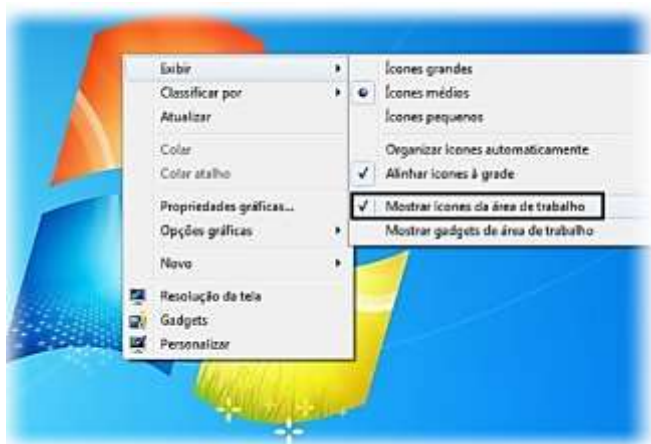 Exibir
Classificar por
Atualizar
Colar
Colar atalho
Propriedades gráficas...
Opções gráficas
Novo
Resolução da tela
Gadgets
Personalizar
Ícones grandes
Ícones médios
Ícones pequenos
Organizar ícones automaticamente
Alinhar ícones à grade
Mostrar ícones da área de trabalho
Mostrar gadgets de área de trabalho